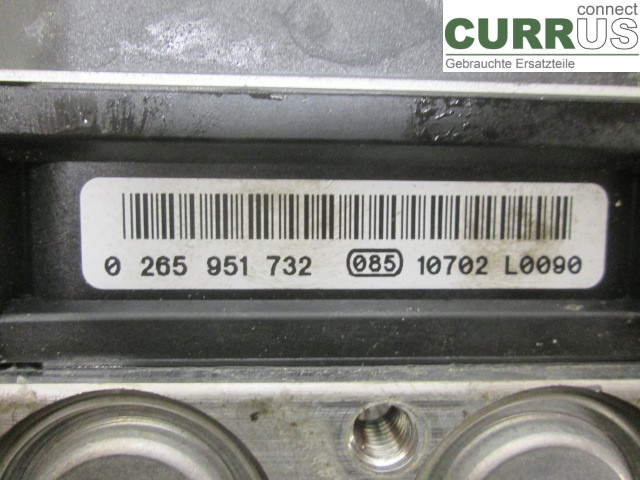 connect
CURRUS
Gebrauchte Ersatzteile
0 265 951 732 085 10702 L0090